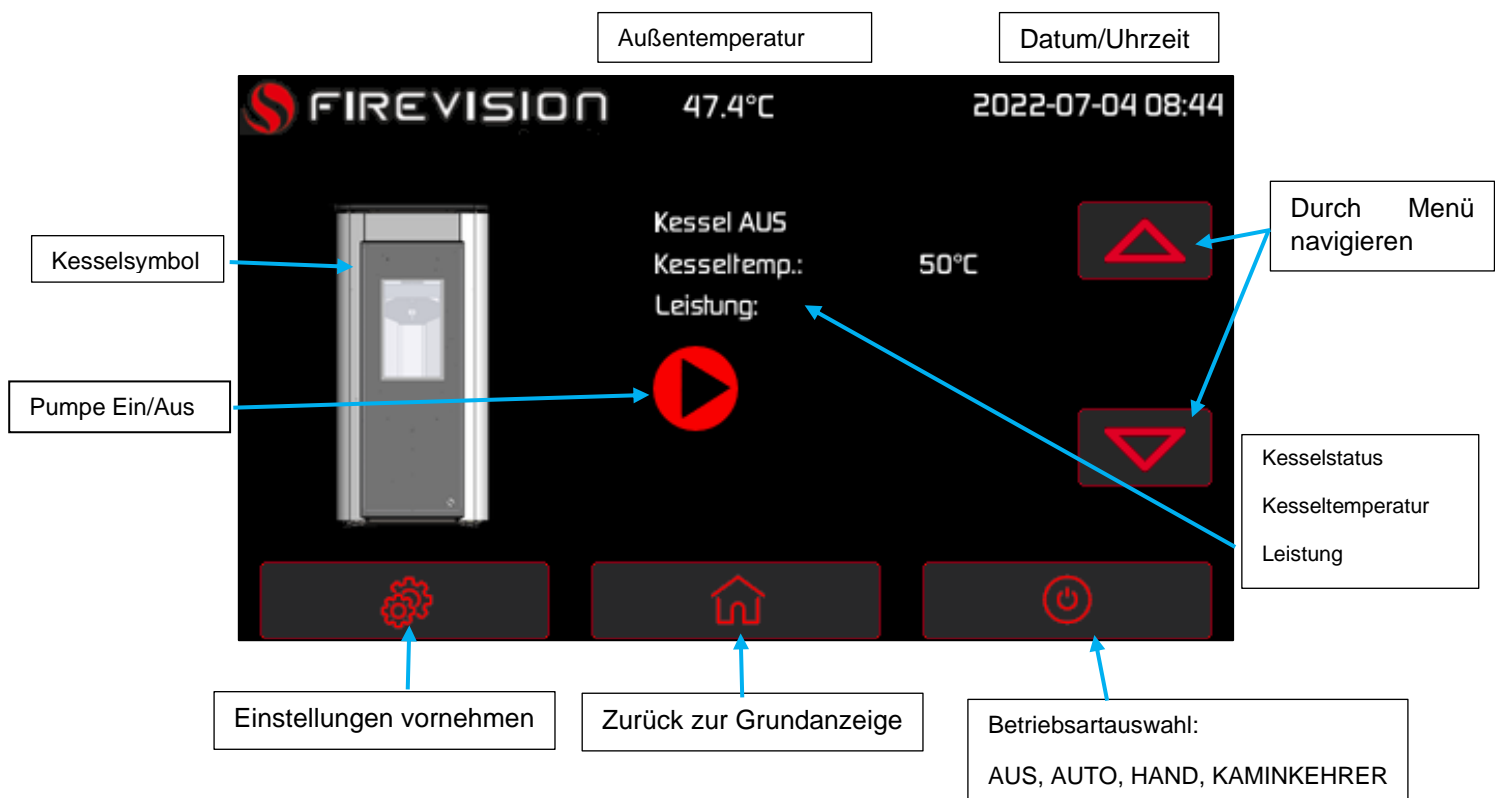 Außentemperatur
Datum/Uhrzeit
FIREVISION
47.4°C
2022-07-04 08:44
Kessel AUS
Kesseltemp.: 50°C
Leistung:
Durch Menü
navigieren
Kesselsymbol
Pumpe Ein/Aus
Kesselstatus
Kesseltemperatur
Leistung
Einstellungen vornehmen
Zurück zur Grundanzeige
Betriebsartauswahl:
AUS, AUTO, HAND, KAMINKEHRER